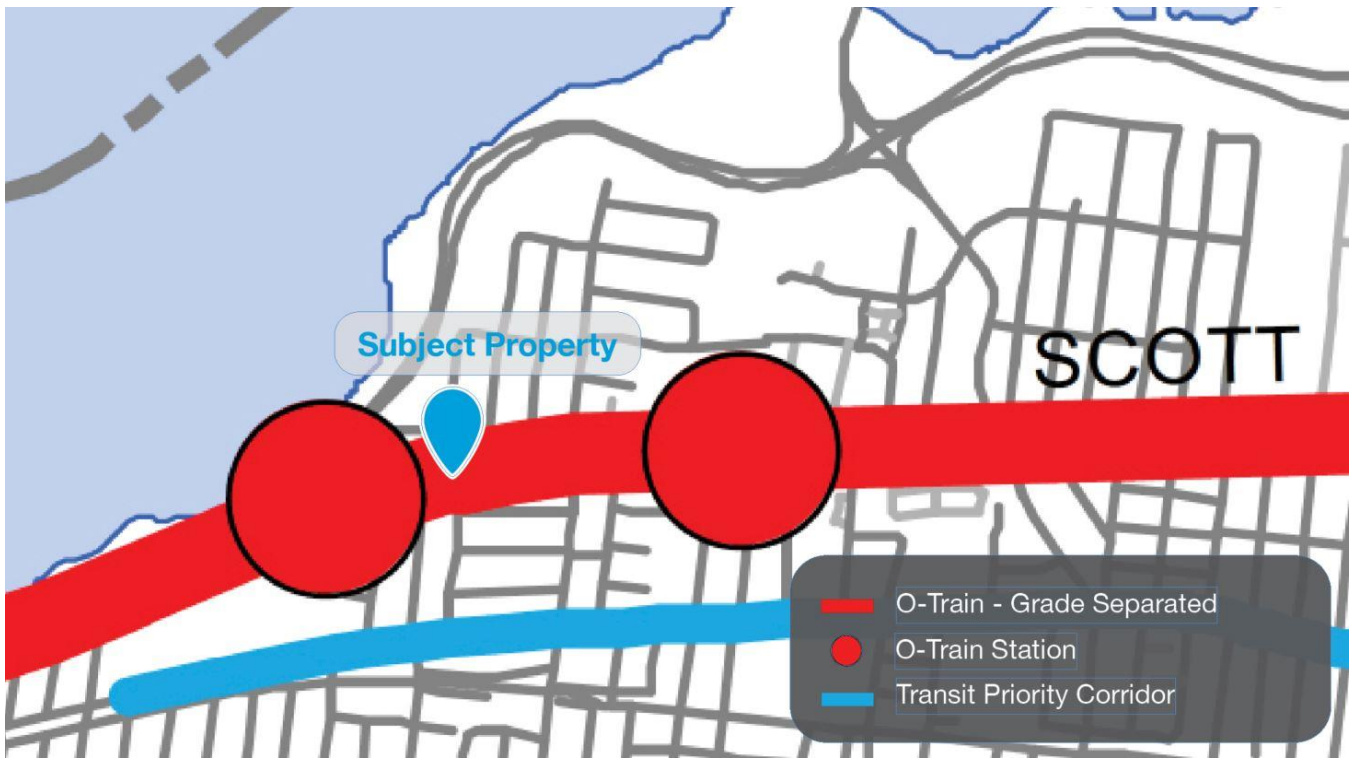 Subject Property
SCOTT
O-Train - Grade Separated
O-Train Station
Transit Priority Corridor